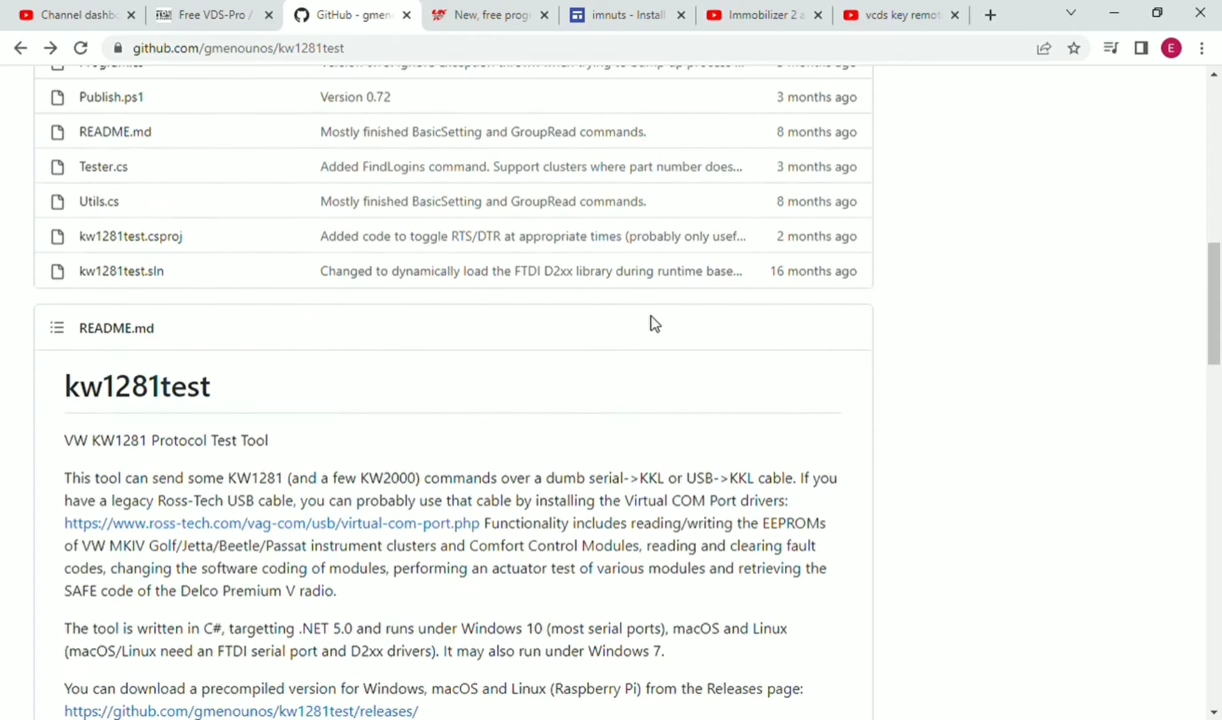 Channel dashb
Free VDS-Pro /
GitHub - gmen
New, free prog
imnuts - Instal
Immobilizer 2 a
vcds key remot
github.com/gmenounos/kw1281test
E
Publish.ps1 Version 0.72 3 months ago
README.md Mostly finished BasicSetting and GroupRead commands. 8 months ago
Tester.cs Added FindLogins command. Support clusters where part number does... 3 months ago
Utils.cs Mostly finished BasicSetting and GroupRead commands. 8 months ago
kw1281test.csproj Added code to toggle RTS/DTR at appropriate times (probably only usef... 2 months ago
kw1281test.sln Changed to dynamically load the FTDI D2xx library during runtime base... 16 months ago
README.md
kw1281test
VW KW1281 Protocol Test Tool
This tool can send some KW1281 (and a few KW2000) commands over a dumb serial->KKL or USB->KKL cable. If you
have a legacy Ross-Tech USB cable, you can probably use that cable by installing the Virtual COM Port drivers:
https://www.ross-tech.com/vag-com/usb/virtual-com-port.php Functionality includes reading/writing the EEPROMs
of VW MKIV Golf/Jetta/Beetle/Passat instrument clusters and Comfort Control Modules, reading and clearing fault
codes, changing the software coding of modules, performing an actuator test of various modules and retrieving the
SAFE code of the Delco Premium V radio.
The tool is written in C#, targetting .NET 5.0 and runs under Windows 10 (most serial ports), macOS and Linux
(macOS/Linux need an FTDI serial port and D2xx drivers). It may also run under Windows 7.
You can download a precompiled version for Windows, macOS and Linux (Raspberry Pi) from the Releases page:
https://github.com/gmenounos/kw1281test/releases/